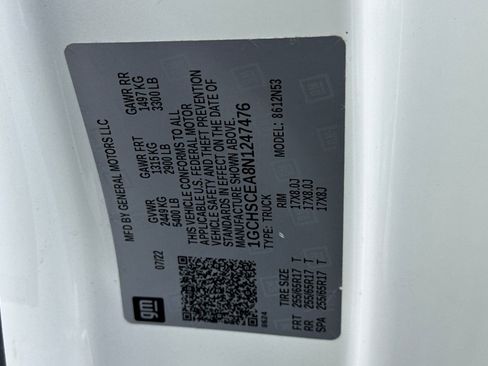 MFD BY GENERAL MOTORS LLC
07/22 GVWR GAWR FRT GAWR RR
2449 KG 1315 KG 1497 KG
5400 LB 2900 LB 3300 LB
THIS VEHICLE CONFORMS TO ALL
APPLICABLE U.S. FEDERAL MOTOR
VEHICLE SAFETY AND THEFT PREVENTION
STANDARDS IN EFFECT ON THE DATE OF
MANUFACTURE SHOWN ABOVE.
1GCHSCEA8N1247476
TYPE: TRUCK MODEL: 8612N53
gm
0624
TIRE SIZE RIM
FRT 255/65R17 T 17X8.0J
RR 255/65R17 T 17X8.0J
SPA 255/65R17 T 17X8J